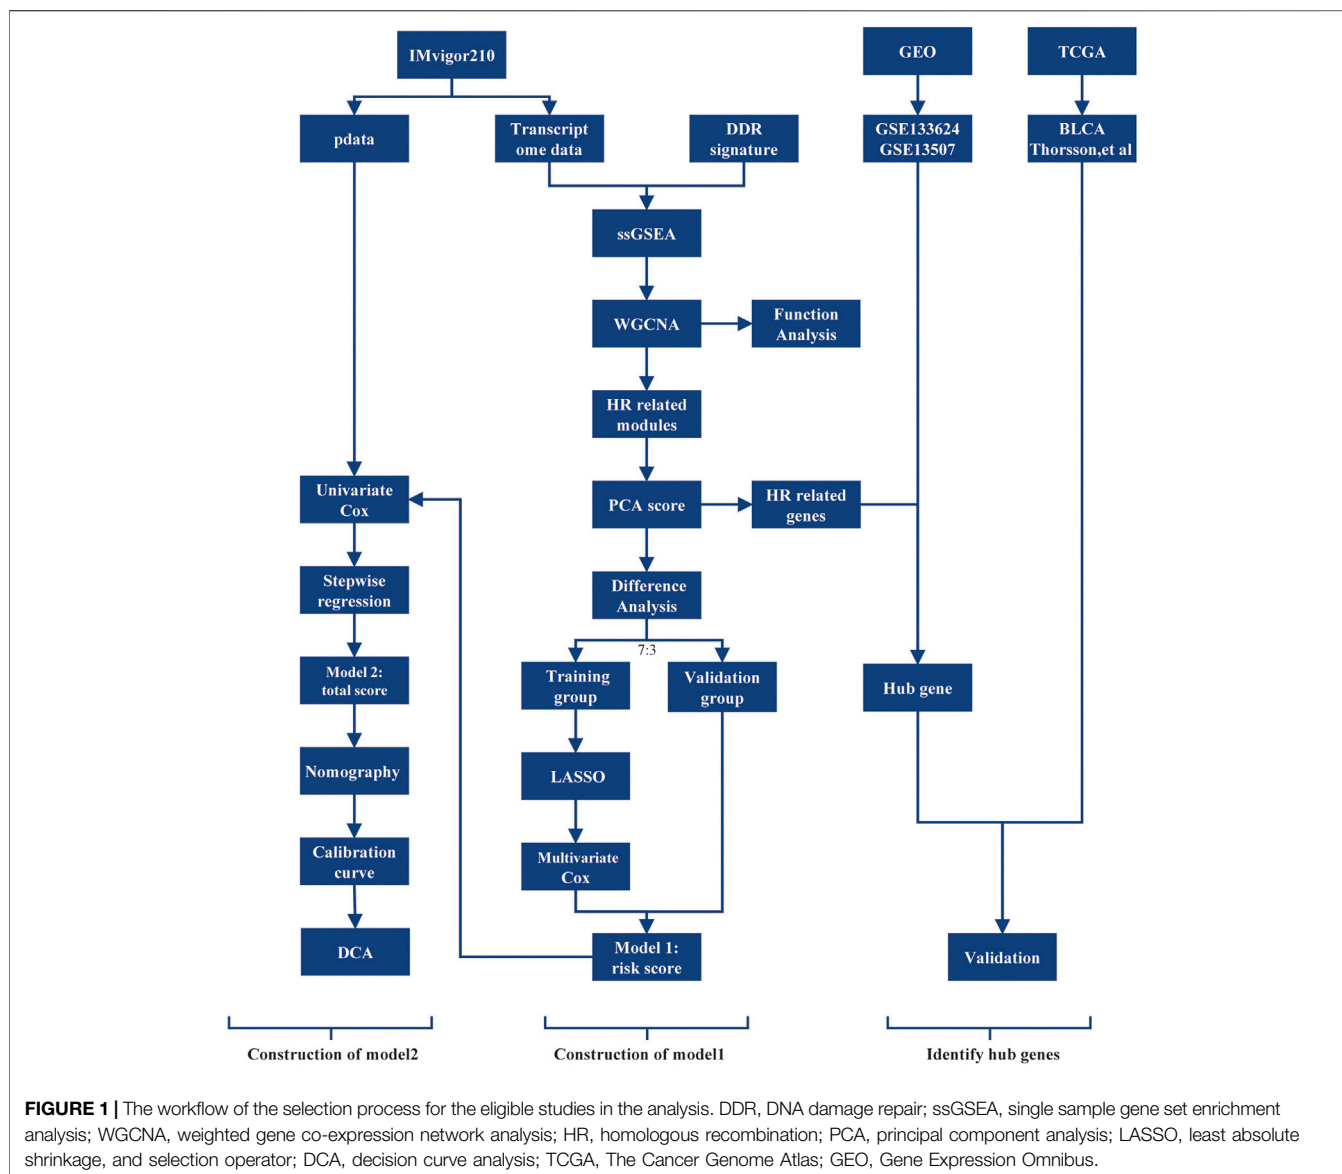 IMvigor210
GEO
TCGA
pdata
Transcript
ome data
DDR
signature
GSE133624
GSE13507
BLCA
Thorsson,et al
ssGSEA
WGCNA
Function
Analysis
HR related
modules
Univariate
Cox
PCA score
HR related
genes
Stepwise
regression
Difference
Analysis
7:3
Model 2:
total score
Training
group
Validation
group
Hub gene
Nomography
LASSO
Calibration
curve
Multivariate
Cox
DCA
Model 1:
risk score
Validation
Construction of model2
Construction of model1
Identify hub genes
FIGURE 1 | The workflow of the selection process for the eligible studies in the analysis. DDR, DNA damage repair; ssGSEA, single sample gene set enrichment
analysis; WGCNA, weighted gene co-expression network analysis; HR, homologous recombination; PCA, principal component analysis; LASSO, least absolute
shrinkage, and selection operator; DCA, decision curve analysis; TCGA, The Cancer Genome Atlas; GEO, Gene Expression Omnibus.